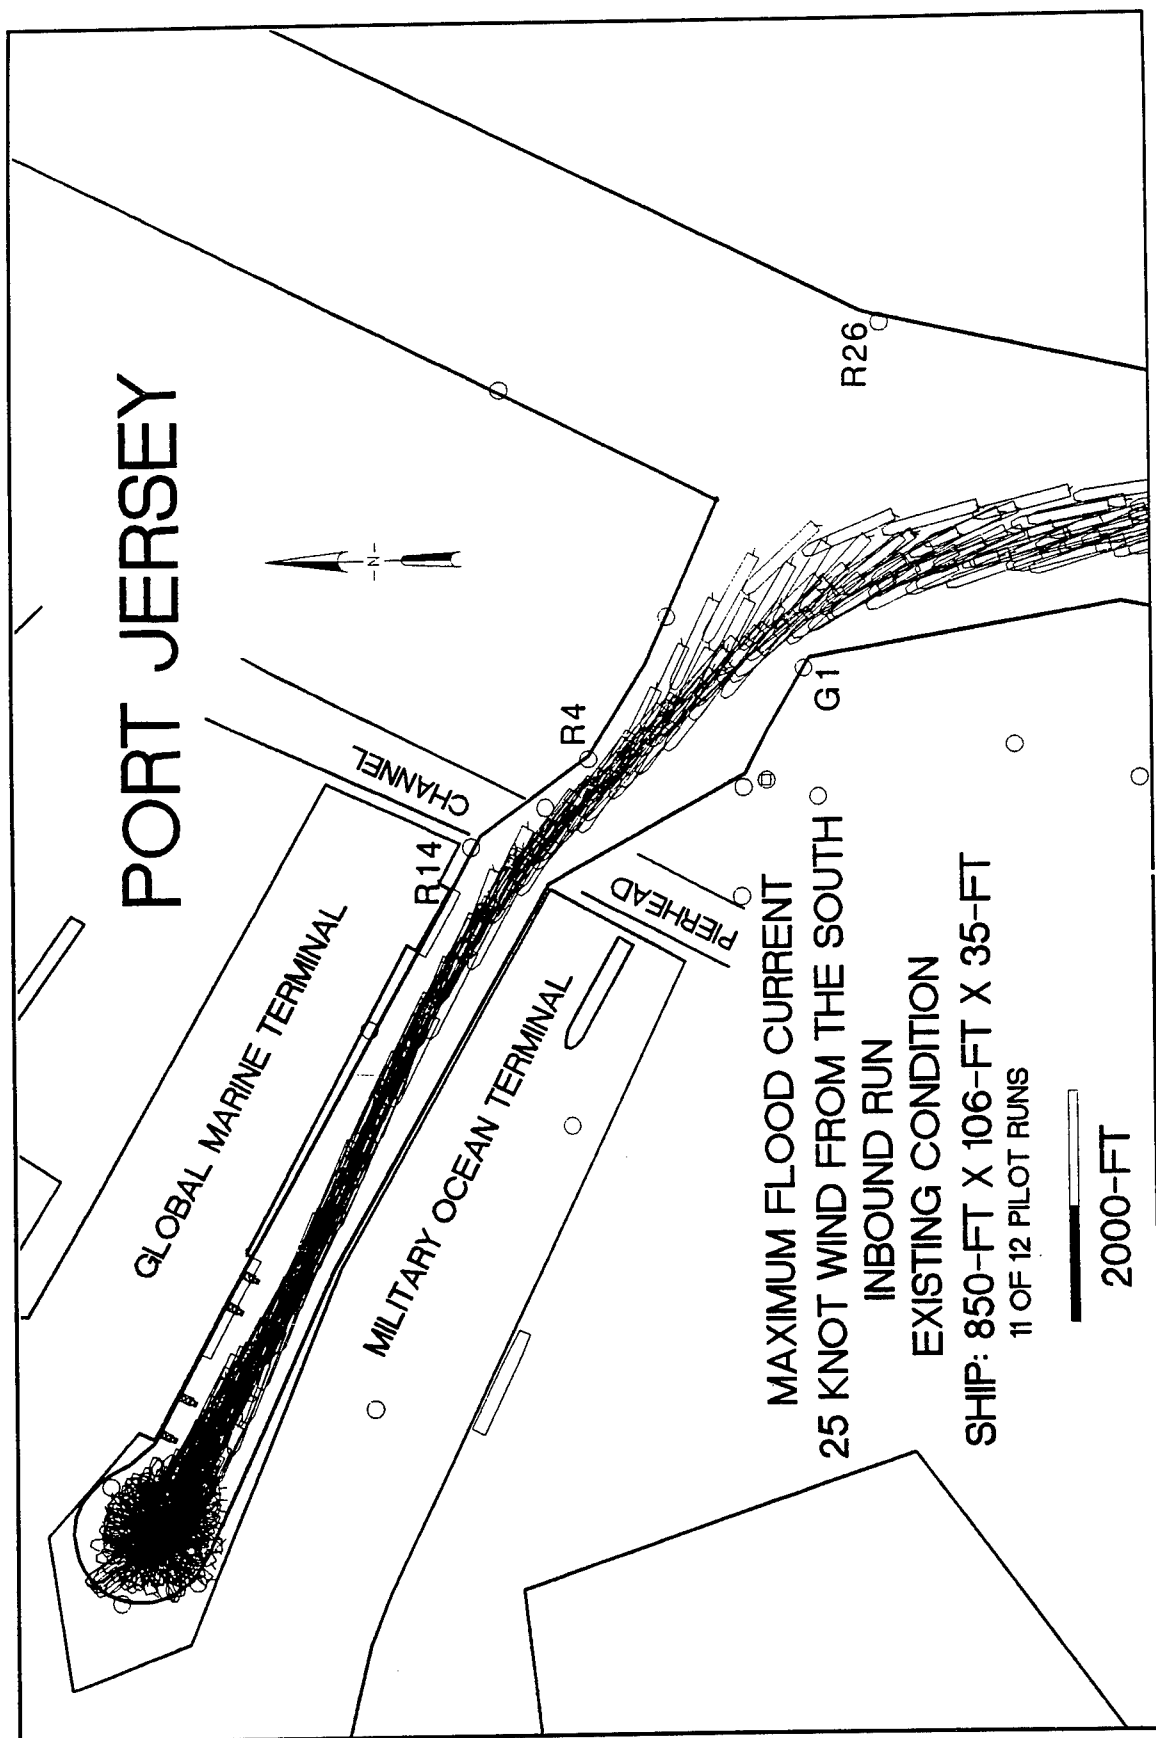 PORT JERSEY
N
R26
R4
CHANNEL
R14
G1
PIERHEAD
GLOBAL MARINE TERMINAL
MILITARY OCEAN TERMINAL
MAXIMUM FLOOD CURRENT
25 KNOT WIND FROM THE SOUTH
INBOUND RUN
EXISTING CONDITION
SHIP: 850-FT X 106-FT X 35-FT
11 OF 12 PILOT RUNS
2000-FT